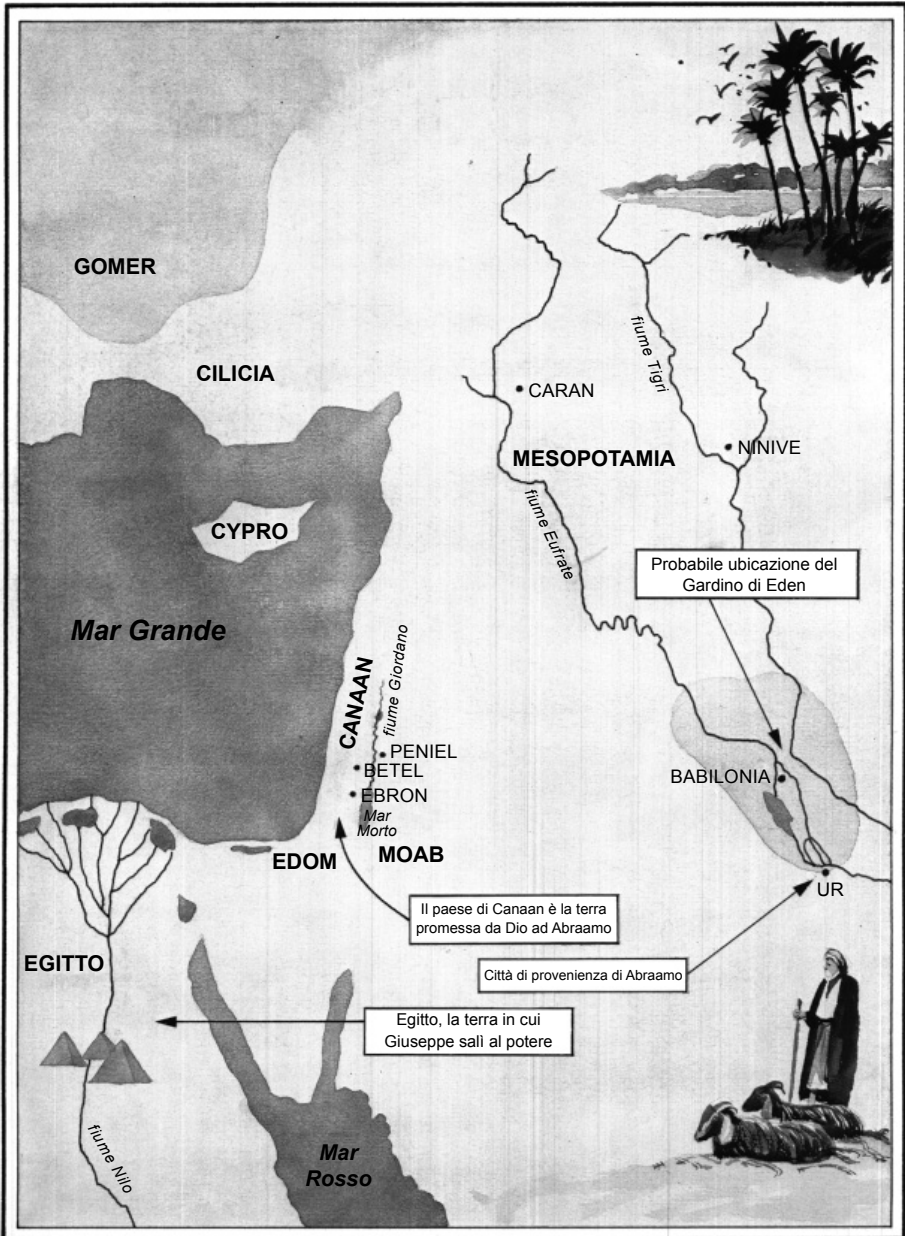 GOMER
CILICIA
fiume Tigri
CARAN
NINIVE
MESOPOTAMIA
CYPRO
fiume Eufrate
Probabile ubicazione del
Gardino di Eden
Mar Grande
CANAAN
fiume Giordano
PENIEL
BETEL
BABILONIA
EBRON
Mar
Morto
EDOM
MOAB
UR
Il paese di Canaan è la terra
promessa da Dio ad Abraamo
EGITTO
Città di provenienza di Abraamo
Egitto, la terra in cui
Giuseppe salì al potere
fiume Nilo
Mar
Rosso